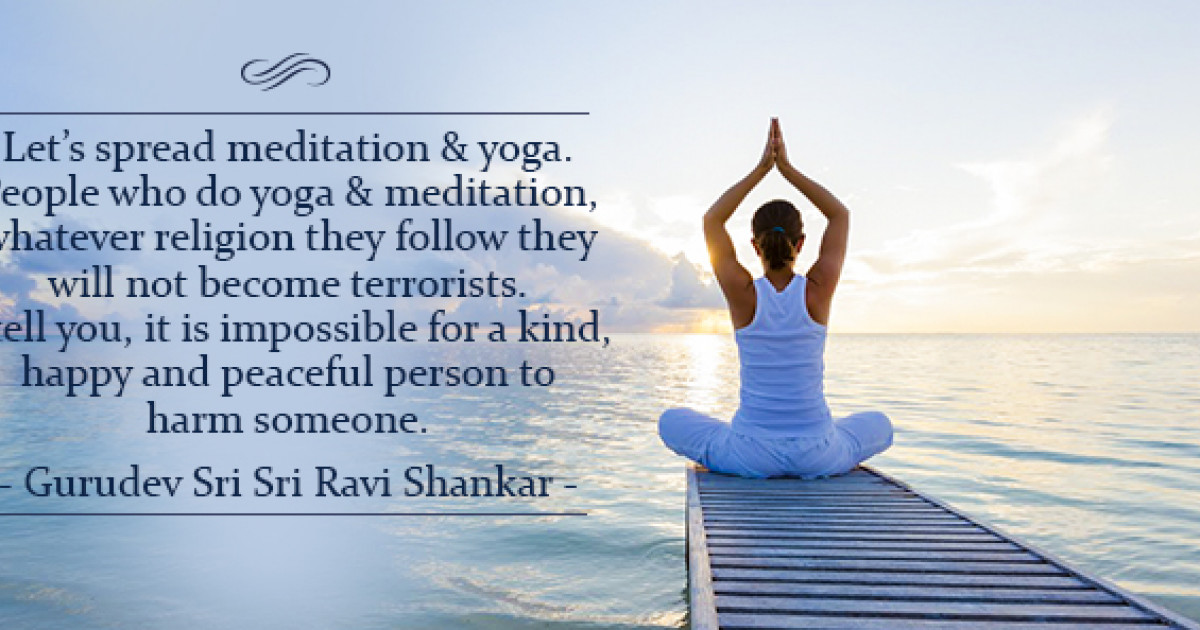 Let's spread meditation & yoga.
eople who do yoga & meditation,
whatever religion they follow they
will not become terrorists.
tell you, it is impossible for a kind,
happy and peaceful person to
harm someone.
- Gurudev Sri Sri Ravi Shankar -